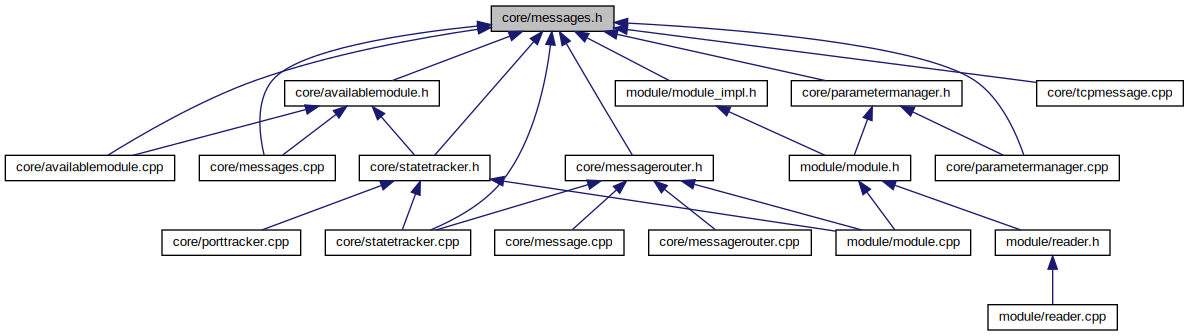 core/messages.h
core/availablemodule.h
module/module_impl.h
core/parametermanager.h
core/tcpmessage.cpp
core/availablemodule.cpp
core/messages.cpp
core/statetracker.h
core/messagerouter.h
module/module.h
core/parametermanager.cpp
core/porttracker.cpp
core/statetracker.cpp
core/message.cpp
core/messagerouter.cpp
module/module.cpp
module/reader.h
module/reader.cpp